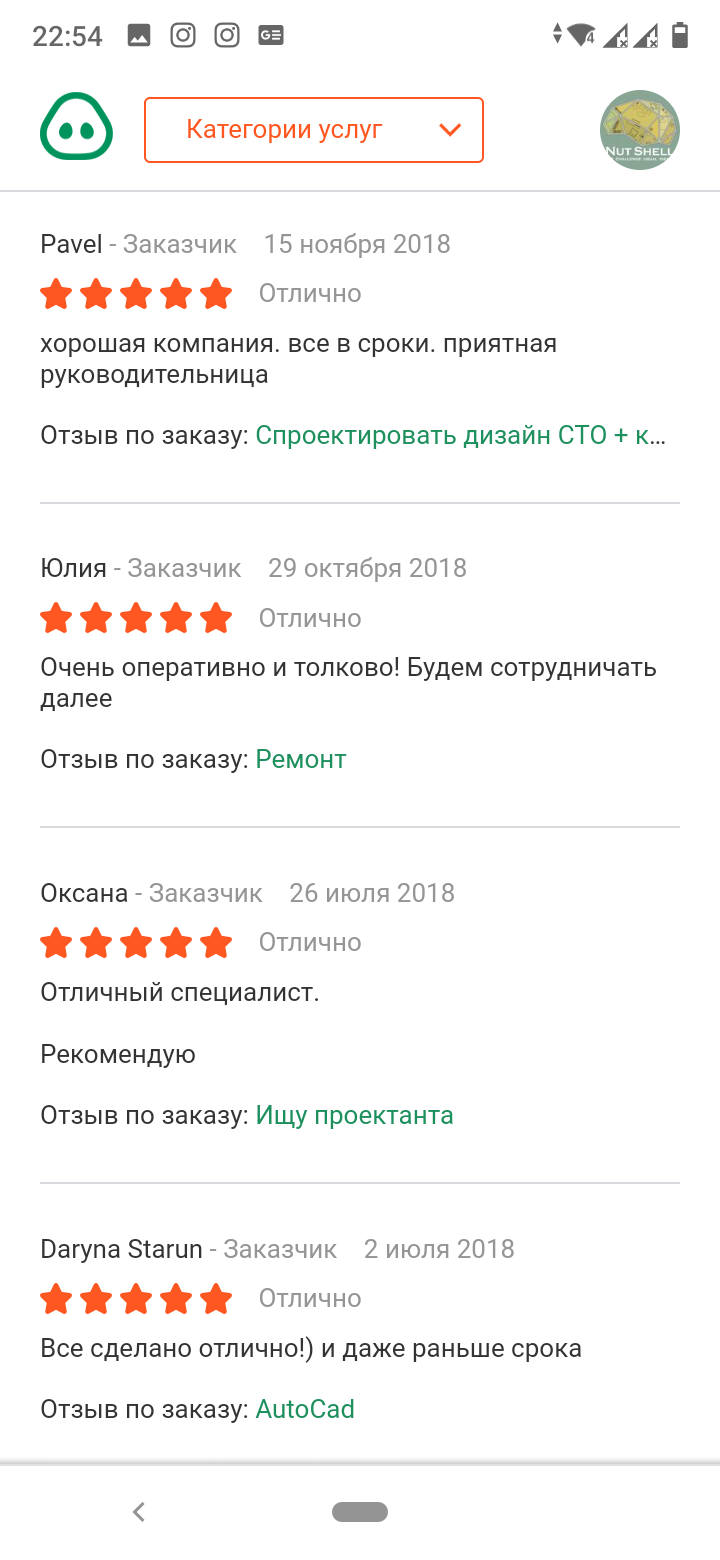 22:54
GE
4
Категории услуг
NUT SHELL
Pavel - Заказчик 15 ноября 2018
Отлично
хорошая компания. все в сроки. приятная
руководительница
Отзыв по заказу: Спроектировать дизайн СТО + к...
Юлия - Заказчик 29 октября 2018
Отлично
Очень оперативно и толково! Будем сотрудничать
далее
Отзыв по заказу: Ремонт
Оксана - Заказчик 26 июля 2018
Отлично
Отличный специалист.
Рекомендую
Отзыв по заказу: Ищу проектанта
Daryna Starun - Заказчик 2 июля 2018
Отлично
Все сделано отлично!) и даже раньше срока
Отзыв по заказу: AutoCad